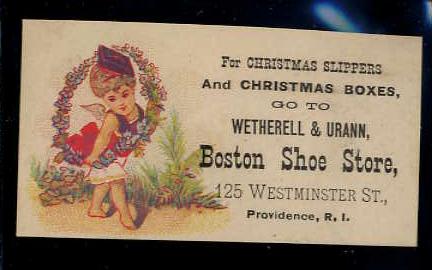 For CHRISTMAS SLIPPERS
And CHRISTMAS BOXES,
GO TO
WETHERELL & URANN,
Boston Shoe Store,
125 WESTMINSTER ST.,
Providence, R. I.